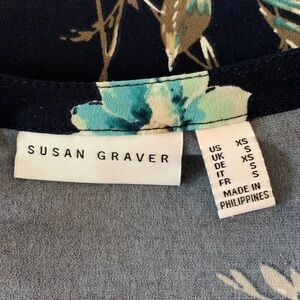 SUSAN GRAVER
US XS
UK S
DE XS
IT S
FR S
MADE IN
PHILIPPINES